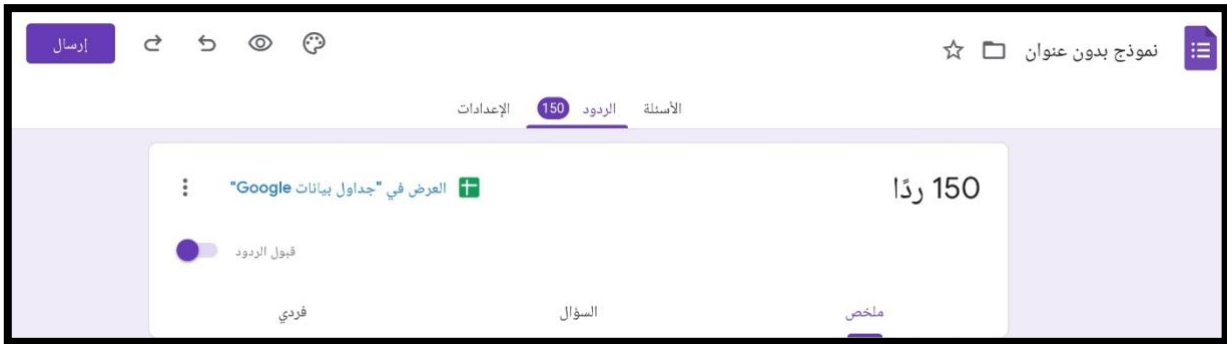 نموذج بدون عنوان
إرسال
الأسئلة الردود 150 الإعدادات
150 ردًا
العرض في "جداول بيانات Google"
قبول الردود
ملخص السؤال فردي